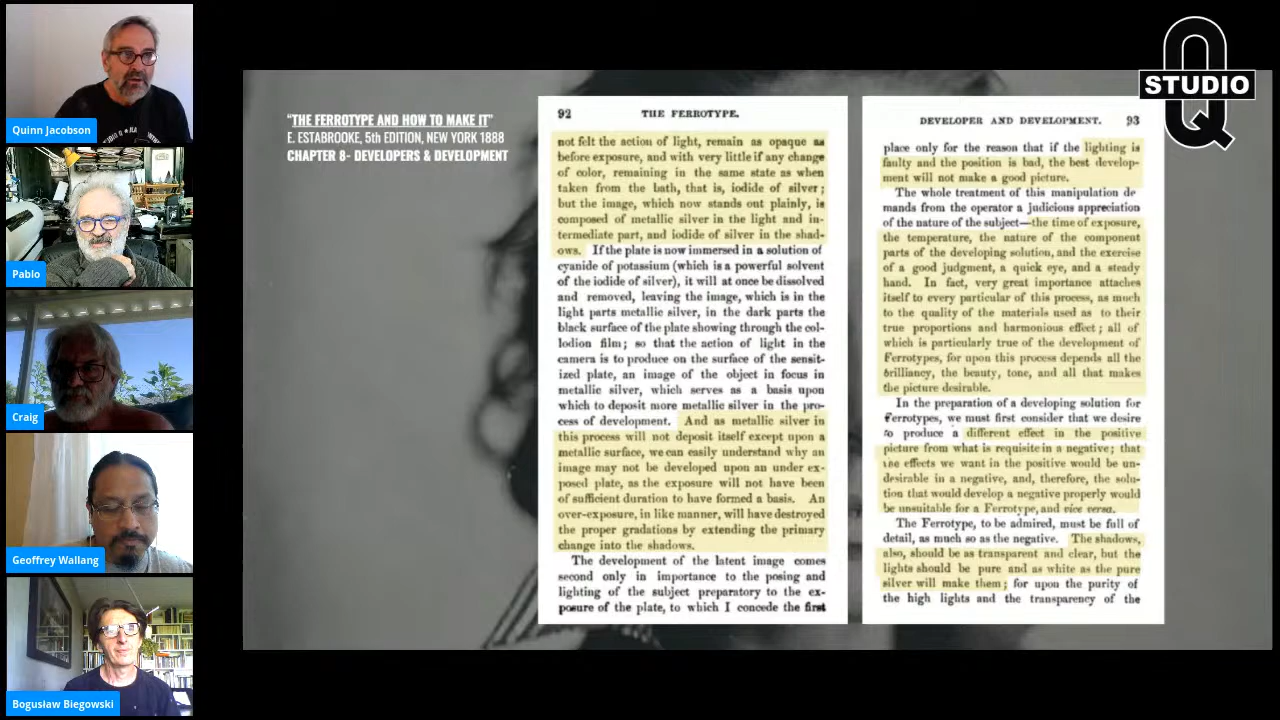 Quinn Jacobson
Pablo
Craig
Geoffrey Wallang
Bogusław Biegowski
STUDIO
Q
“THE FERROTYPE AND HOW TO MAKE IT”
E. ESTABROOKE, 5th EDITION, NEW YORK 1888
CHAPTER 8- DEVELOPERS & DEVELOPMENT
92 THE FERROTYPE.
not felt the action of light, remain as opaque as
before exposure, and with very little if any change
of color, remaining in the same state as when
taken from the bath, that is, iodide of silver;
but the image, which now stands out plainly, is
composed of metallic silver in the light and in-
termediate part, and iodide of silver in the shad-
ows. If the plate is now immersed in a solution of
cyanide of potassium (which is a powerful solvent
of the iodide of silver), it will at once be dissolved
and removed, leaving the image, which is in the
light parts metallic silver, in the dark parts the
black surface of the plate showing through the col-
lodion film; so that the action of light in the
camera is to produce on the surface of the sensit-
ized plate, an image of the object in focus in
metallic silver, which serves as a basis upon
which to deposit more metallic silver in the pro-
cess of development. And as metallic silver in
this process will not deposit itself except upon a
metallic surface, we can easily understand why an
image may not be developed upon an under ex-
posed plate, as the exposure will not have been
of sufficient duration to have formed a basis. An
over-exposure, in like manner, will have destroyed
the proper gradations by extending the primary
change into the shadows.
The development of the latent image comes
second only in importance to the posing and
lighting of the subject preparatory to the ex-
posure of the plate, to which I concede the first
DEVELOPER AND DEVELOPMENT. 93
place only for the reason that if the lighting is
faulty and the position is bad, the best develop-
ment will not make a good picture.
The whole treatment of this manipulation de
mands from the operator a judicious appreciation
of the nature of the subject—the time of exposure,
the temperature, the nature of the component
parts of the developing solution, and the exercise
of a good judgment, a quick eye, and a steady
hand. In fact, very great importance attaches
itself to every particular of this process, as much
to the quality of the materials used as to their
true proportions and harmonious effect; all of
which is particularly true of the development of
Ferrotypes, for upon this process depends all the
brilliancy, the beauty, tone, and all that makes
the picture desirable.
In the preparation of a developing solution for
Ferrotypes, we must first consider that we desire
to produce a different effect in the positive
picture from what is requisite in a negative; that
the effects we want in the positive would be un-
desirable in a negative, and, therefore, the solu-
tion that would develop a negative properly would
be unsuitable for a Ferrotype, and vice versa.
The Ferrotype, to be admired, must be full of
detail, as much so as the negative. The shadows,
also, should be as transparent and clear, but the
lights should be pure and as white as the pure
silver will make them; for upon the purity of
the high lights and the transparency of the